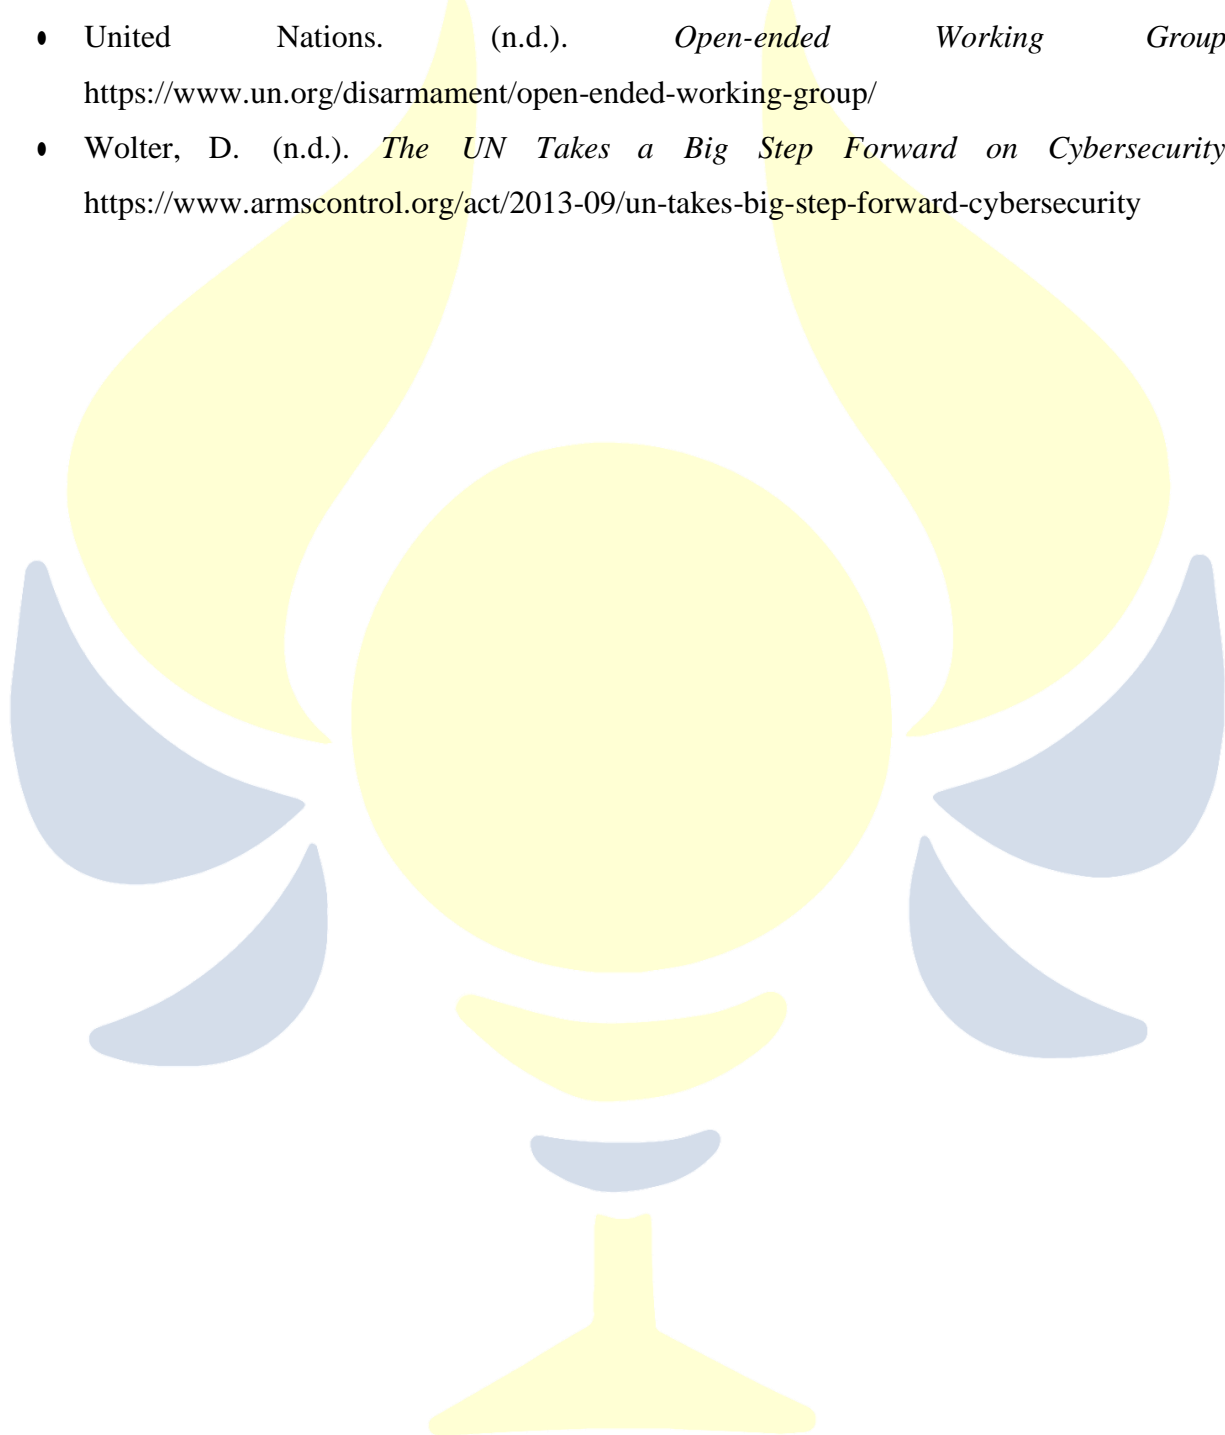 • United Nations. (n.d.). Open-ended Working Group
https://www.un.org/disarmament/open-ended-working-group/
• Wolter, D. (n.d.). The UN Takes a Big Step Forward on Cybersecurity
https://www.armscontrol.org/act/2013-09/un-takes-big-step-forward-cybersecurity